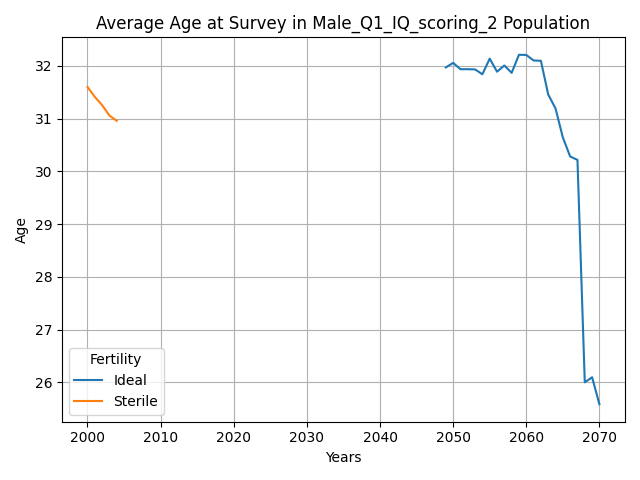 Average Age at Survey in Male_Q1_IQ_scoring_2 Population
32
31
30
29
28
27
26
Age
Fertility
Ideal
Sterile
2000 2010 2020 2030 2040 2050 2060 2070
Years